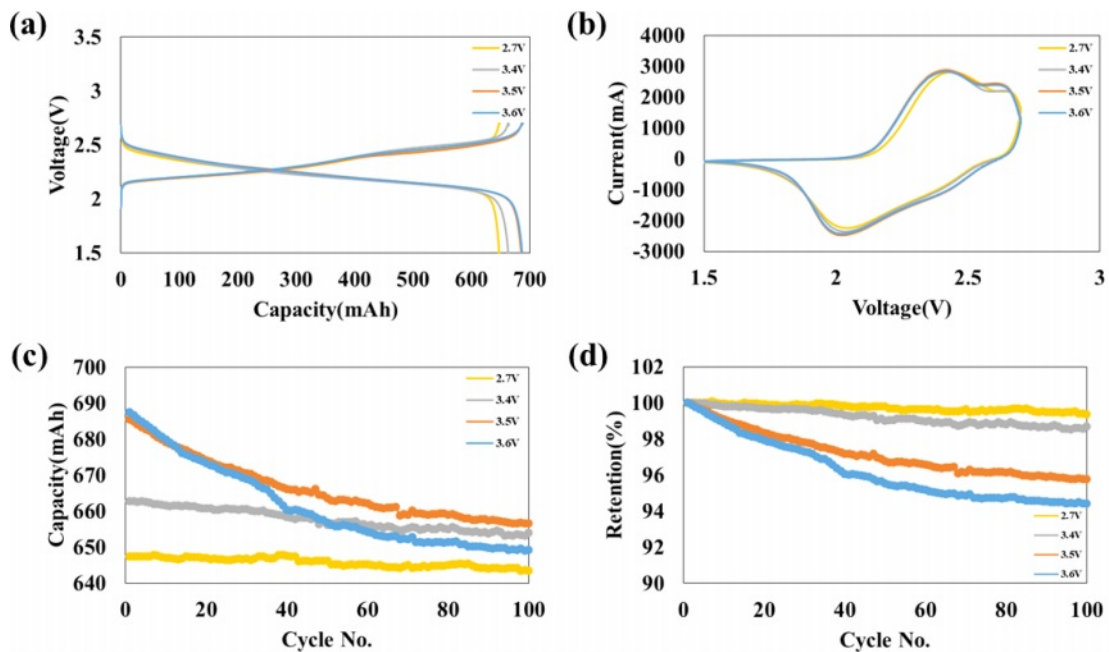 (a)
3.5
3
2.5
2
1.5
Voltage(V)
0 100 200 300 400 500 600 700
Capacity(mAh)
2.7V
3.4V
3.5V
3.6V
(b)
4000
3000
2000
1000
0
-1000
-2000
-3000
Current(mA)
1.5 2 2.5 3
Voltage(V)
2.7V
3.4V
3.5V
3.6V
(c)
700
690
680
670
660
650
640
Capacity(mAh)
0 20 40 60 80 100
Cycle No.
2.7V
3.4V
3.5V
3.6V
(d)
102
100
98
96
94
92
90
Retention(%)
0 20 40 60 80 100
Cycle No.
2.7V
3.4V
3.5V
3.6V